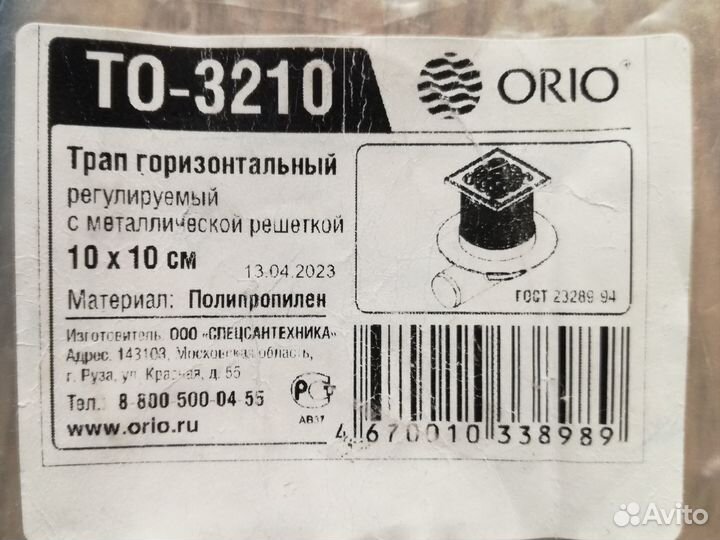 ТО-3210
ORIO
Трап горизонтальный
регулируемый
с металлической решеткой
10 х 10 см
13.04.2023
Материал: Полипропилен
ГОСТ 23289-94
Изготовитель: ООО «СПЕЦСАНТЕХНИКА»
Адрес: 143103, Московская область,
г. Руза, ул. Красная, д. 55
Тел.: 8-800 500-04-55
www.orio.ru
РСТ
АВ37
4 670010 338989
Avito